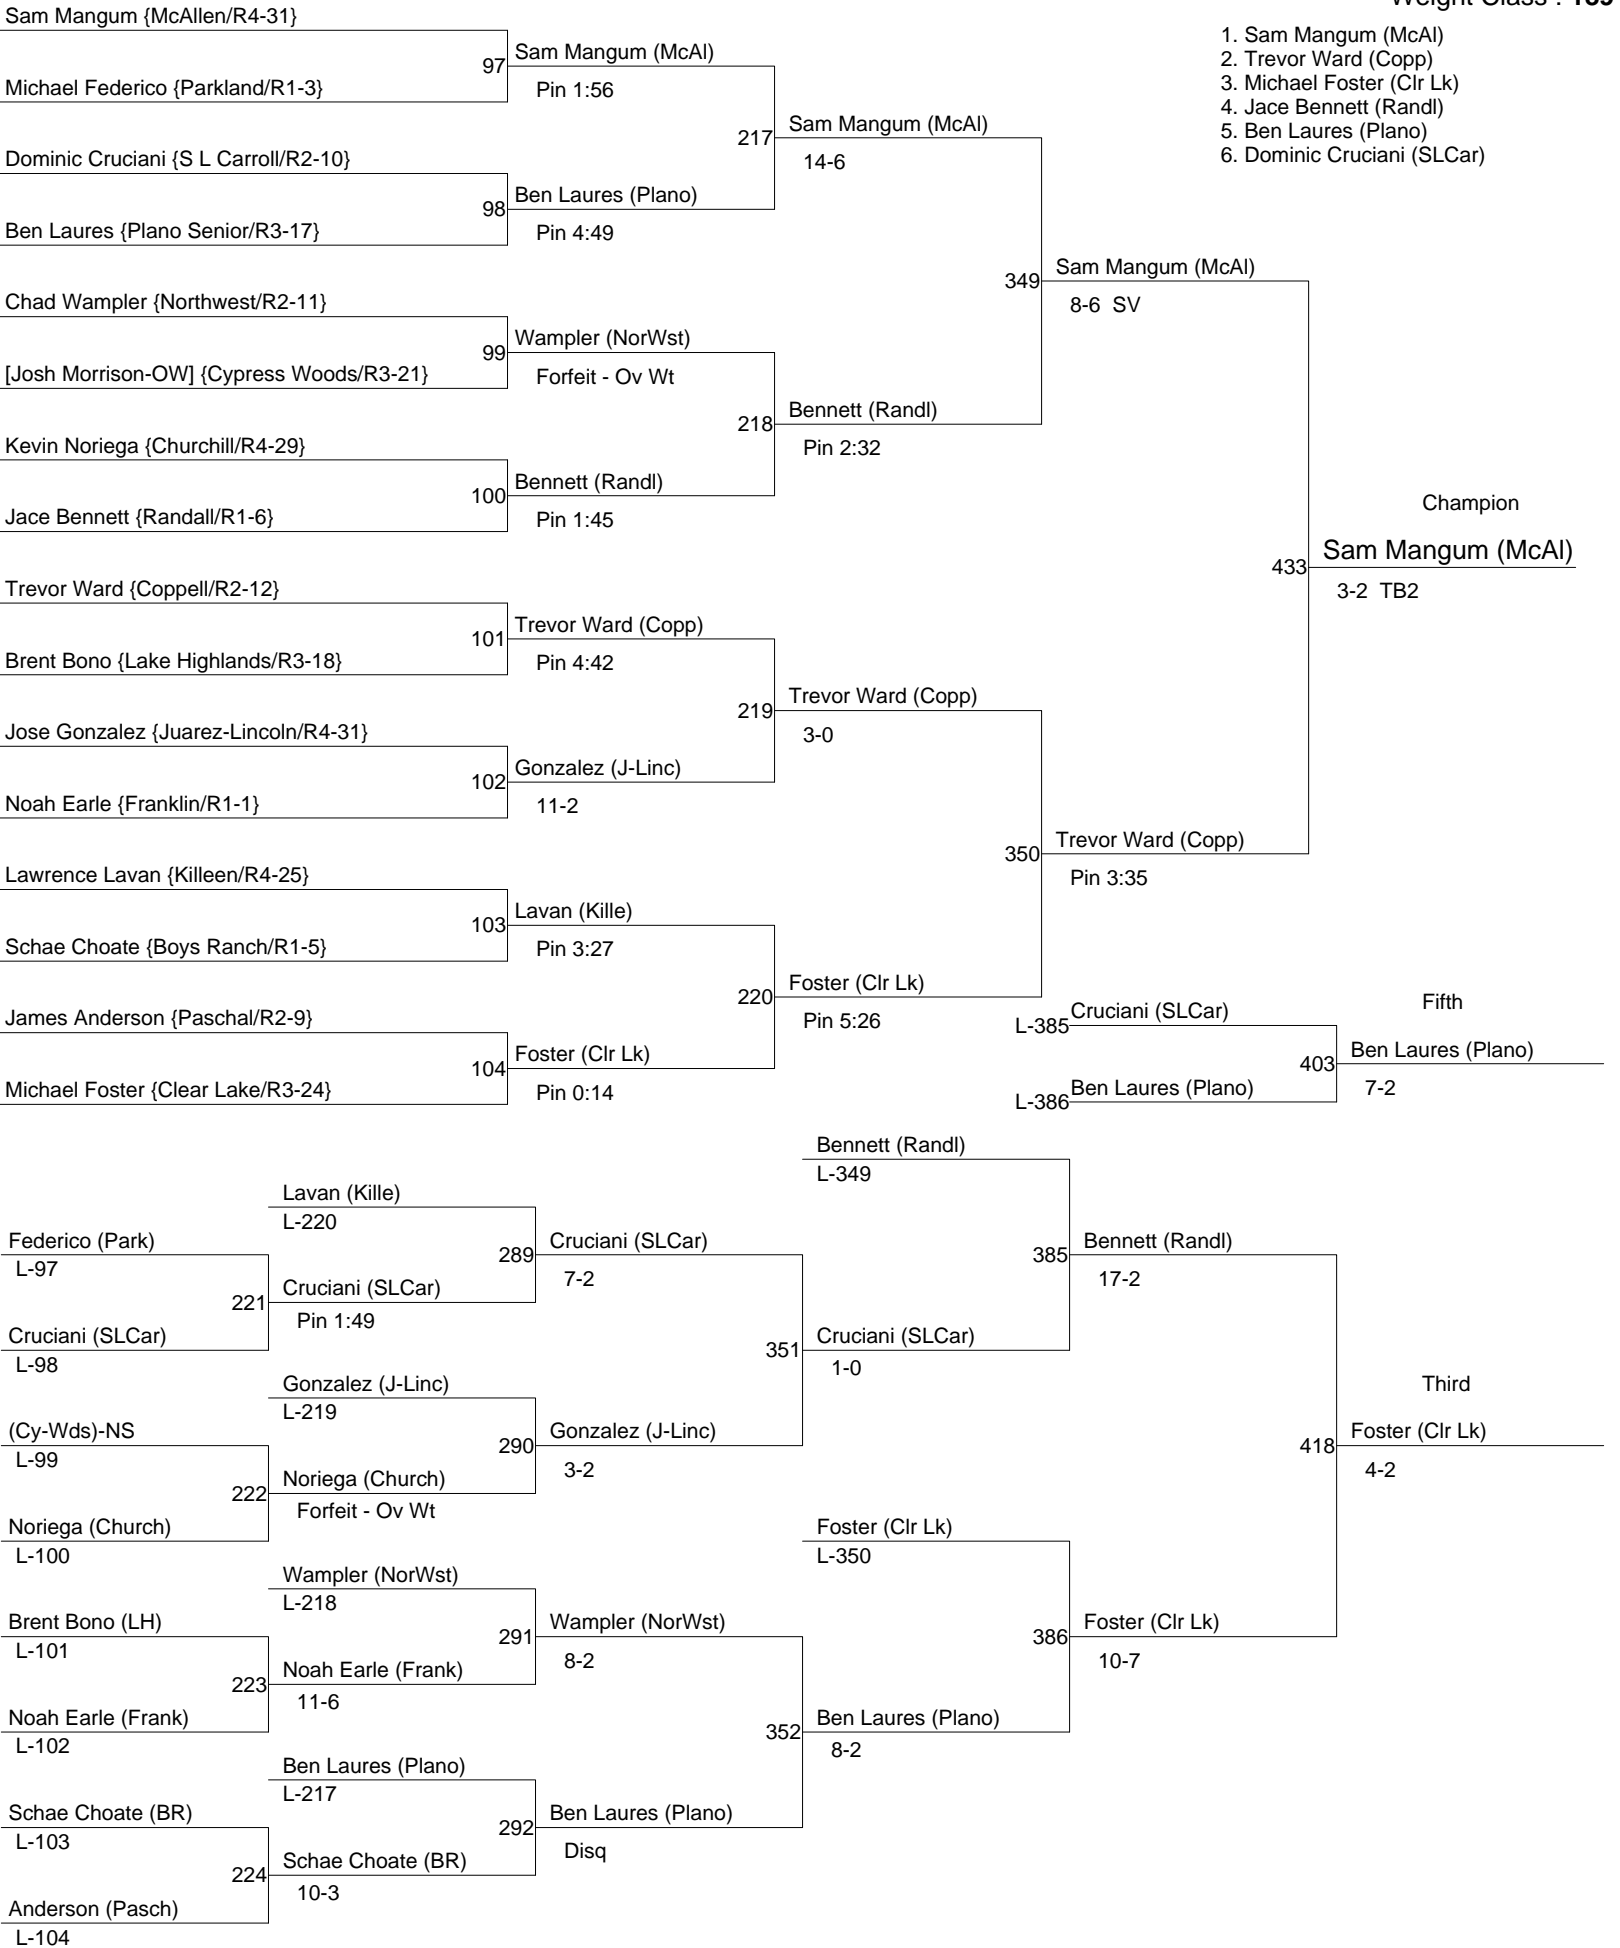 Weight Class :
1. Sam Mangum (McAl)
2. Trevor Ward (Copp)
3. Michael Foster (Clr Lk)
4. Jace Bennett (Randl)
5. Ben Laures (Plano)
6. Dominic Cruciani (SLCar)
Sam Mangum {McAllen/R4-31}
97
Michael Federico {Parkland/R1-3}
Sam Mangum (McAl)
Pin 1:56
217
Dominic Cruciani {S L Carroll/R2-10}
98
Ben Laures {Plano Senior/R3-17}
Ben Laures (Plano)
Pin 4:49
Sam Mangum (McAl)
14-6
349
Chad Wampler {Northwest/R2-11}
99
[Josh Morrison-OW] {Cypress Woods/R3-21}
Wampler (NorWst)
Forfeit - Ov Wt
218
Kevin Noriega {Churchill/R4-29}
100
Jace Bennett {Randall/R1-6}
Bennett (Randl)
Pin 1:45
Bennett (Randl)
Pin 2:32
Sam Mangum (McAl)
8-6 SV
Champion
433
Sam Mangum (McAl)
3-2 TB2
Trevor Ward {Coppell/R2-12}
101
Brent Bono {Lake Highlands/R3-18}
Trevor Ward (Copp)
Pin 4:42
219
Jose Gonzalez {Juarez-Lincoln/R4-31}
102
Noah Earle {Franklin/R1-1}
Gonzalez (J-Linc)
11-2
Trevor Ward (Copp)
3-0
350
Lawrence Lavan {Killeen/R4-25}
103
Schae Choate {Boys Ranch/R1-5}
Lavan (Kille)
Pin 3:27
220
James Anderson {Paschal/R2-9}
104
Michael Foster {Clear Lake/R3-24}
Foster (Clr Lk)
Pin 0:14
Foster (Clr Lk)
Pin 5:26
Trevor Ward (Copp)
Pin 3:35
Fifth
L-385
Cruciani (SLCar)
403
L-386
Ben Laures (Plano)
Ben Laures (Plano)
7-2
Federico (Park)
L-97
221
Cruciani (SLCar)
L-98
Lavan (Kille)
L-220
289
Cruciani (SLCar)
Pin 1:49
Cruciani (SLCar)
7-2
351
(Cy-Wds)-NS
L-99
222
Noriega (Church)
L-100
Gonzalez (J-Linc)
L-219
290
Noriega (Church)
Forfeit - Ov Wt
Gonzalez (J-Linc)
3-2
Bennett (Randl)
L-349
385
Cruciani (SLCar)
1-0
Bennett (Randl)
17-2
Brent Bono (LH)
L-101
223
Noah Earle (Frank)
L-102
Wampler (NorWst)
L-218
291
Noah Earle (Frank)
11-6
Wampler (NorWst)
8-2
352
Schae Choate (BR)
L-103
224
Anderson (Pasch)
L-104
Ben Laures (Plano)
L-217
292
Schae Choate (BR)
10-3
Ben Laures (Plano)
Disq
Foster (Clr Lk)
L-350
386
Ben Laures (Plano)
8-2
Foster (Clr Lk)
10-7
Third
418
Foster (Clr Lk)
4-2